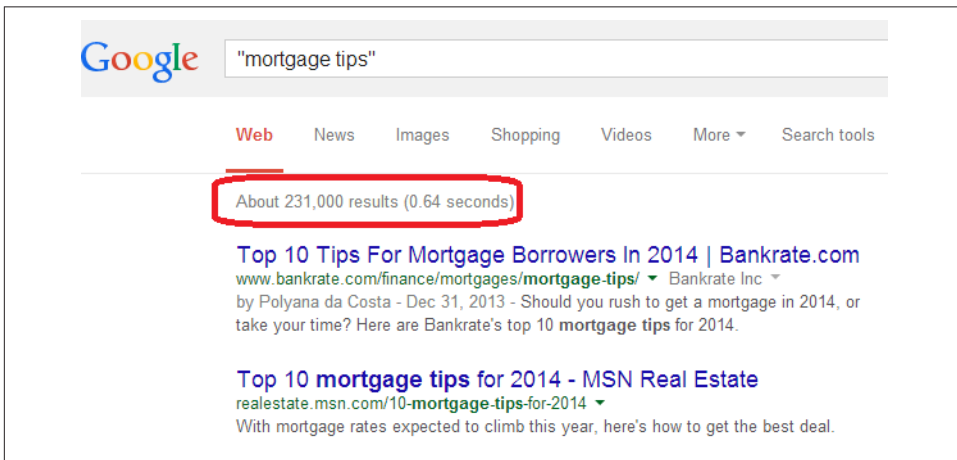 Google "mortgage tips"
Web News Images Shopping Videos More Search tools
About 231,000 results (0.64 seconds)
Top 10 Tips For Mortgage Borrowers In 2014 | Bankrate.com
www.bankrate.com/finance/mortgages/mortgage-tips/ Bankrate Inc
by Polyana da Costa - Dec 31, 2013 - Should you rush to get a mortgage in 2014, or
take your time? Here are Bankrate's top 10 mortgage tips for 2014.
Top 10 mortgage tips for 2014 - MSN Real Estate
realestate.msn.com/10-mortgage-tips-for-2014
With mortgage rates expected to climb this year, here's how to get the best deal.